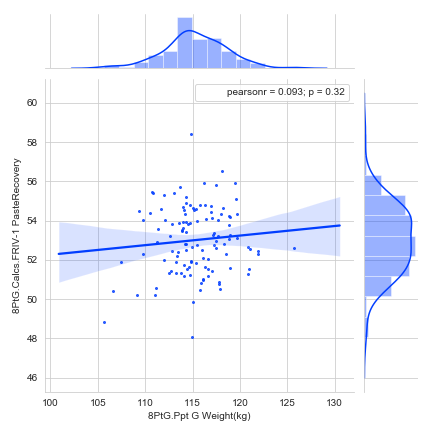 pearsonr = 0.093; p = 0.32
60
58
56
54
52
50
48
46
8PtG.Calcs.FRIV-1 PasteRecovery
100 105 110 115 120 125 130
8PtG.Ppt G Weight(kg)